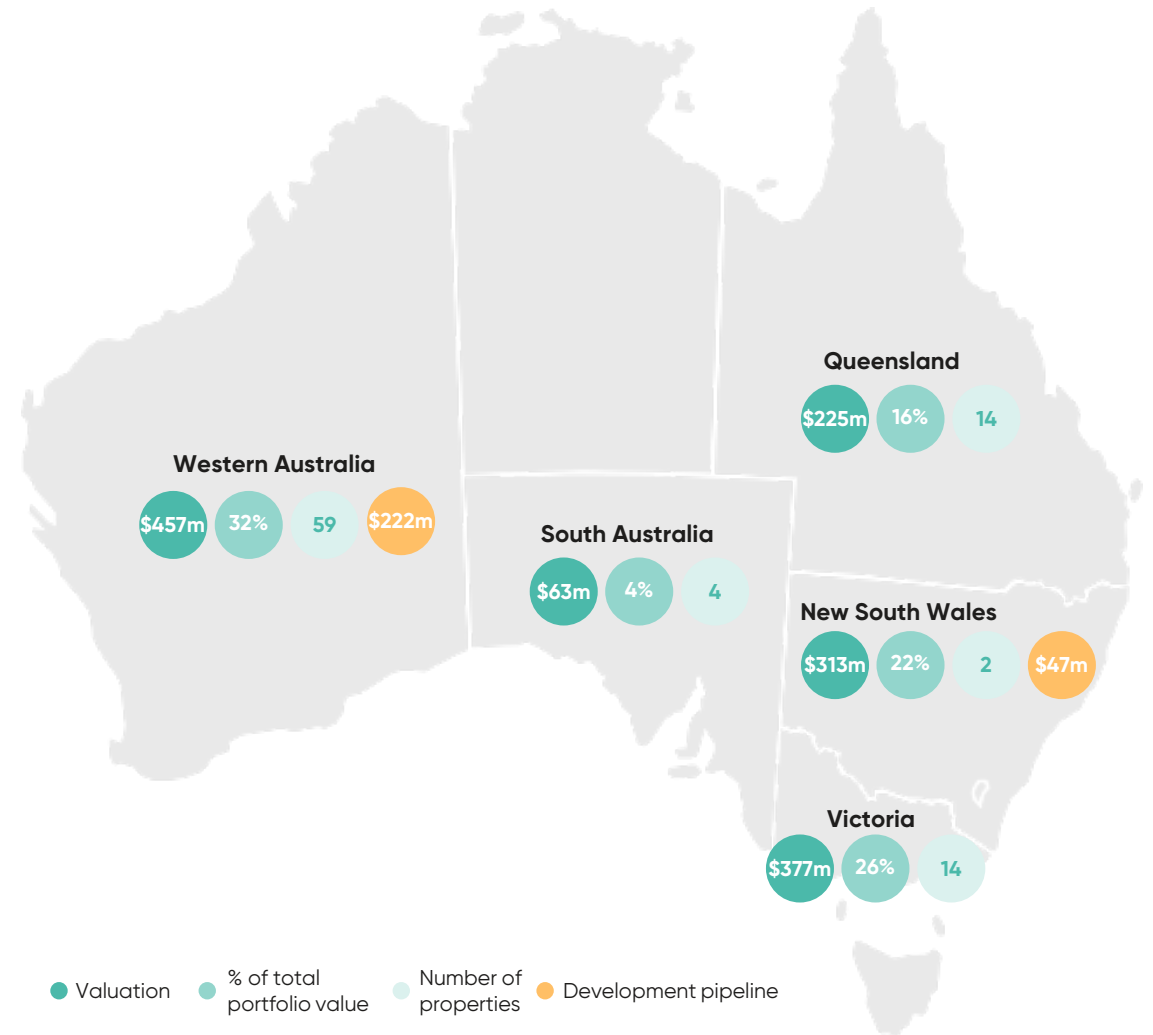 Queensland
$225m 16% 14
Western Australia
$457m 32% 59 $222m
South Australia
$63m 4% 4
New South Wales
$313m 22% 2 $47m
Victoria
$377m 26% 14
Valuation
% of total
portfolio value
Number of
properties
Development pipeline